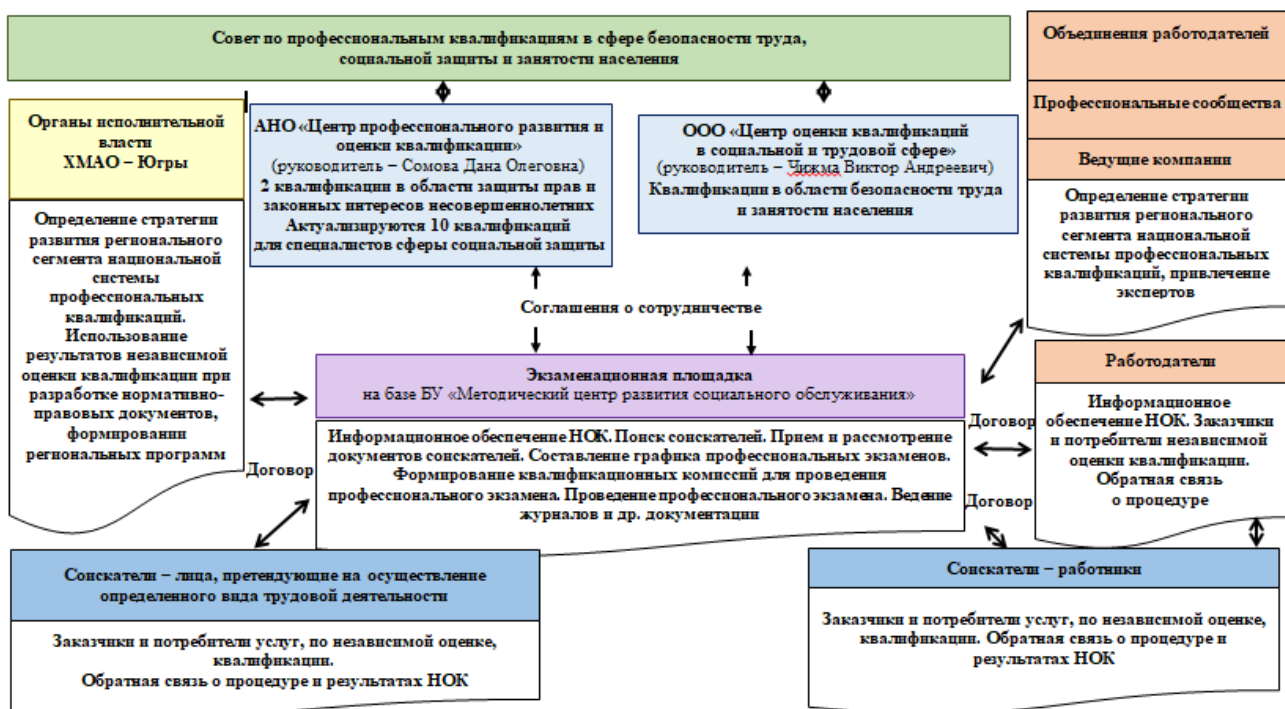 Совет по профессиональным квалификациям в сфере безопасности труда,
социальной защиты и занятости населения
Объединения работодателей
Профессиональные сообщества
Ведущие компании
Определение стратегии
развития регионального
сегмента национальной
системы профессиональных
квалификаций, привлечение
экспертов
Органы исполнительной
власти
ХМАО – Югры
Определение стратегии
развития регионального
сегмента национальной
системы
профессиональных
квалификаций.
Использование
результатов независимой
оценки квалификации при
разработке нормативно-
правовых документов,
формировании
региональных программ
АНО «Центр профессионального развития и
оценки квалификации»
(руководитель – Сомова Дана Олеговна)
2 квалификации в области защиты прав и
законных интересов несовершеннолетних
Актуализируются 10 квалификаций
для специалистов сферы социальной защиты
ООО «Центр оценки квалификаций
в социальной и трудовой сфере»
(руководитель – Чижма Виктор Андреевич)
Квалификации в области безопасности труда
и занятости населения
Соглашения о сотрудничестве
Экзаменационная площадка
на базе БУ «Методический центр развития социального обслуживания»
Информационное обеспечение НОК. Поиск соискателей. Прием и рассмотрение
документов соискателей. Составление графика профессиональных экзаменов.
Формирование квалификационных комиссий для проведения
профессионального экзамена. Проведение профессионального экзамена. Ведение
журналов и др. документации
Договор
Договор
Договор
Работодатели
Информационное
обеспечение НОК. Заказчики
и потребители независимой
оценки квалификации.
Обратная связь
о процедуре
Соискатели – лица, претендующие на осуществление
определенного вида трудовой деятельности
Заказчики и потребители услуг, по независимой оценке,
квалификации.
Обратная связь о процедуре и результатах НОК
Соискатели – работники
Заказчики и потребители услуг, по независимой оценке,
квалификации. Обратная связь о процедуре и
результатах НОК